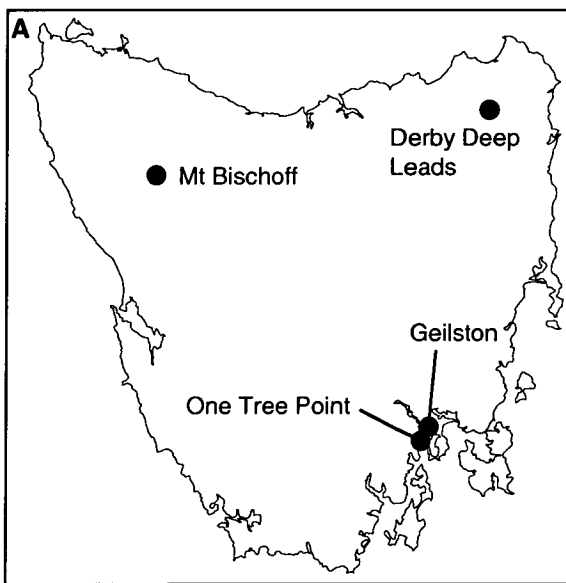 A
Derby Deep
Leads
Mt Bischoff
Geilston
One Tree Point